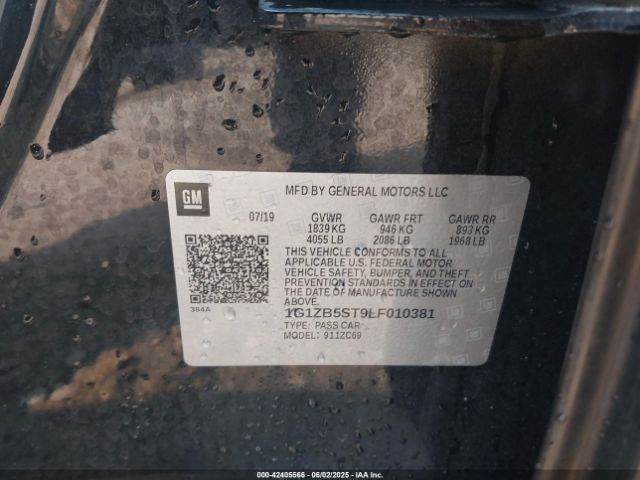 MFD BY GENERAL MOTORS LLC
GM
07/19 GVWR GAWR FRT GAWR RR
1839 KG 946 KG 893 KG
4055 LB 2086 LB 1968 LB
THIS VEHICLE CONFORMS TO ALL
APPLICABLE U.S. FEDERAL MOTOR
VEHICLE SAFETY, BUMPER, AND THEFT
PREVENTION STANDARDS IN EFFECT ON
THE DATE OF MANUFACTURE SHOWN
ABOVE.
384A
1G1ZB5ST9LF010381
TYPE: PASS CAR
MODEL: 911ZC69
000-42405566 - 06/02/2025 - IAAI.COM